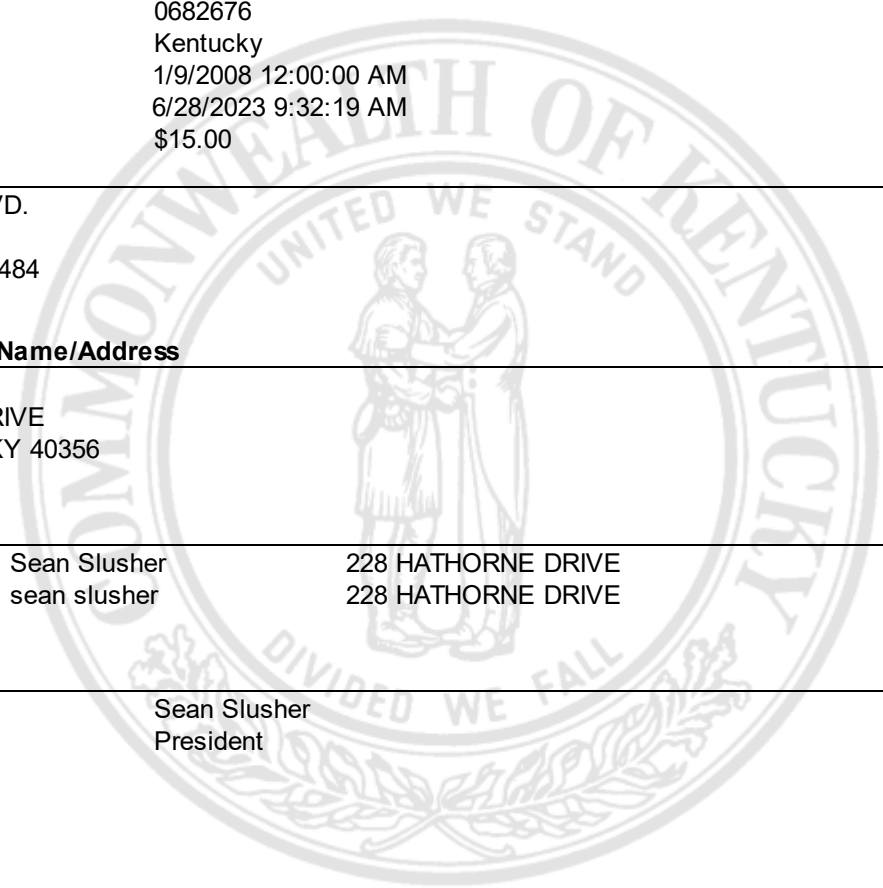 0682676
Kentucky
1/9/2008 12:00:00 AM
6/28/2023 9:32:19 AM
$15.00
COMMONWEALTH OF KENTUCKY
UNITED WE STAND
VD.
484
Name/Address
RIVE
KY 40356
Sean Slusher 228 HATHORNE DRIVE
sean slusher 228 HATHORNE DRIVE
DIVIDED WE FALL
Sean Slusher
President